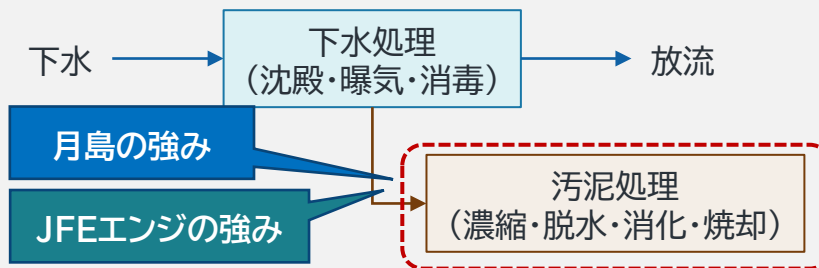 下水
下水処理
（沈殿・曝気・消毒）
放流
月島の強み
JFEエンジの強み
汚泥処理
（濃縮・脱水・消化・焼却）